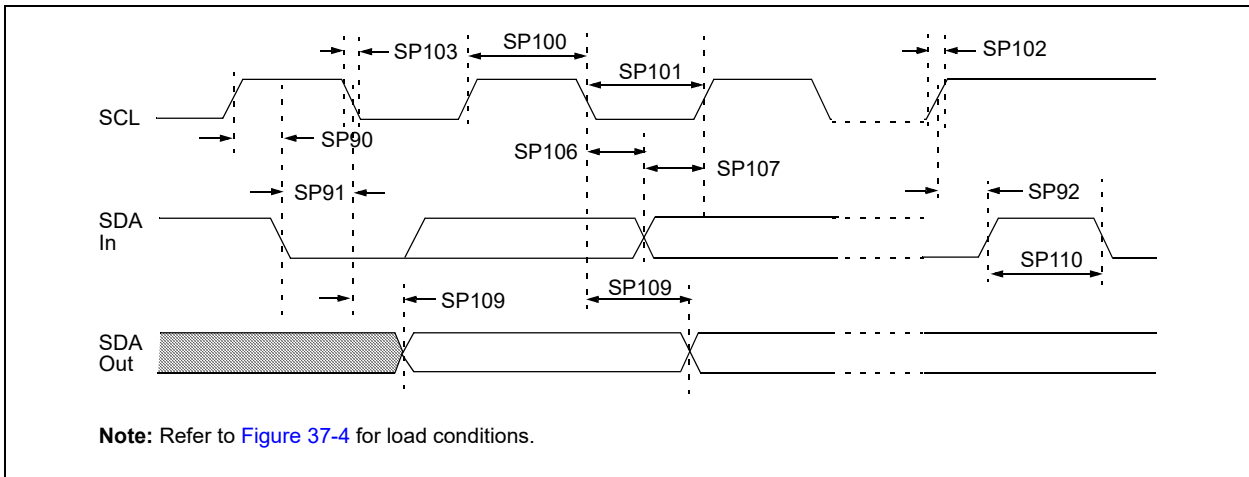 SP103
SP100
SP102
SP101
SCL
SP90
SP106
SP107
SP91
SP92
SDA
In
SP110
SP109
SP109
SDA
Out
Note: Refer to Figure 37-4 for load conditions.